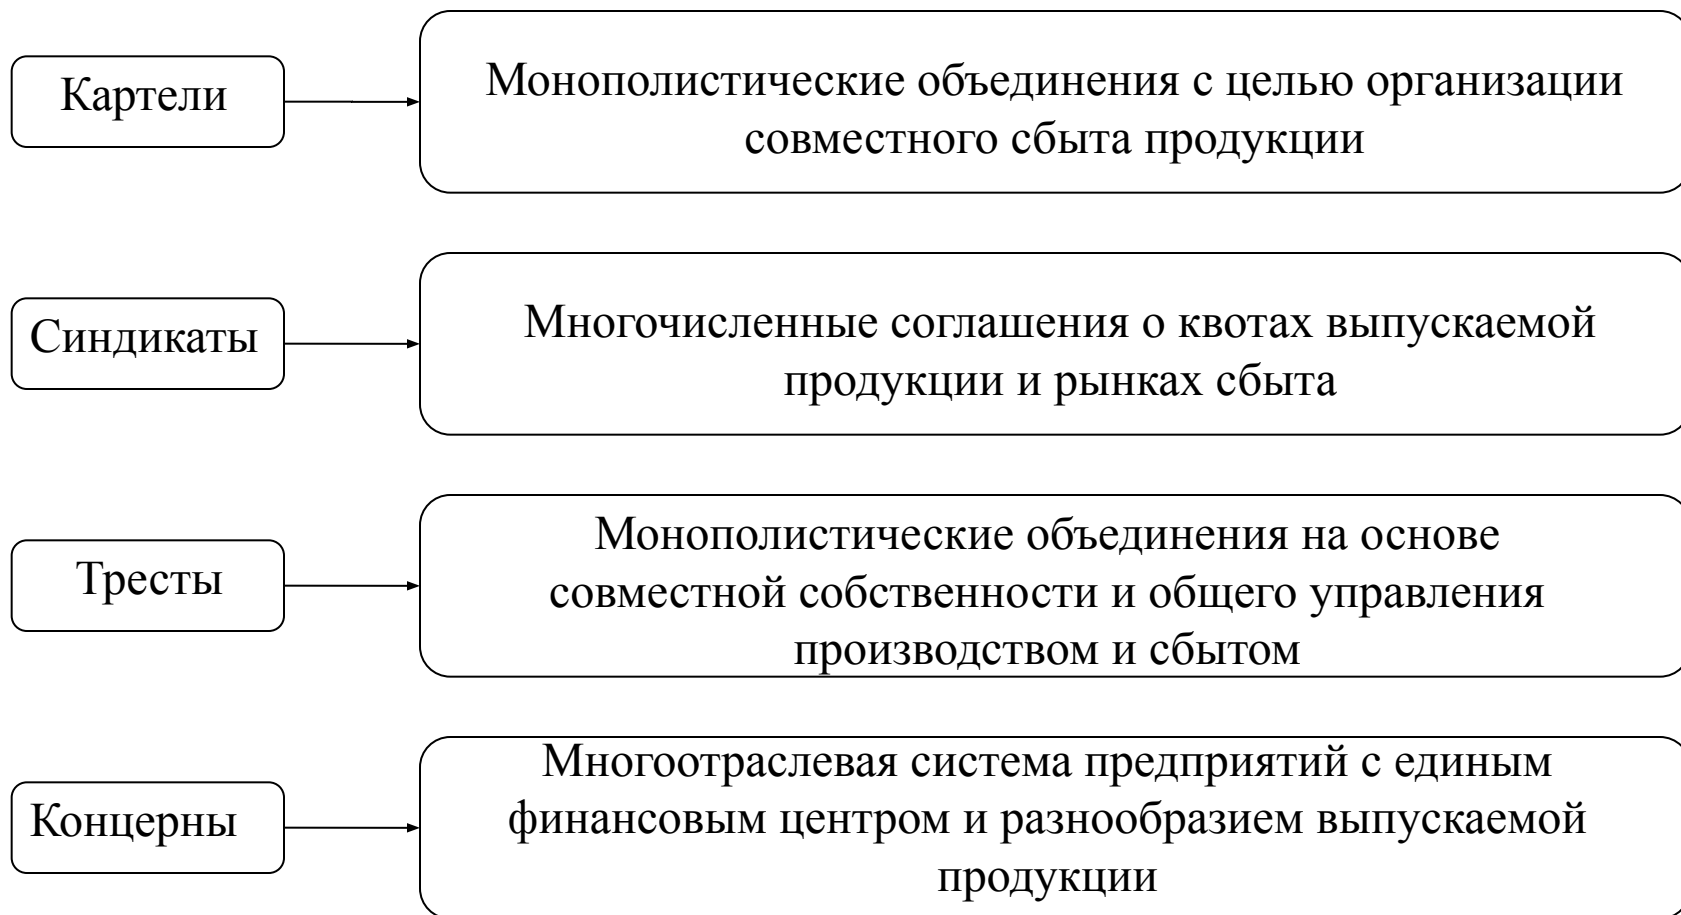 Картели
Монополистические объединения с целью организации
совместного сбыта продукции
Синдикаты
Многочисленные соглашения о квотах выпускаемой
продукции и рынках сбыта
Тресты
Монополистические объединения на основе
совместной собственности и общего управления
производством и сбытом
Концерны
Многоотраслевая система предприятий с единым
финансовым центром и разнообразием выпускаемой
продукции